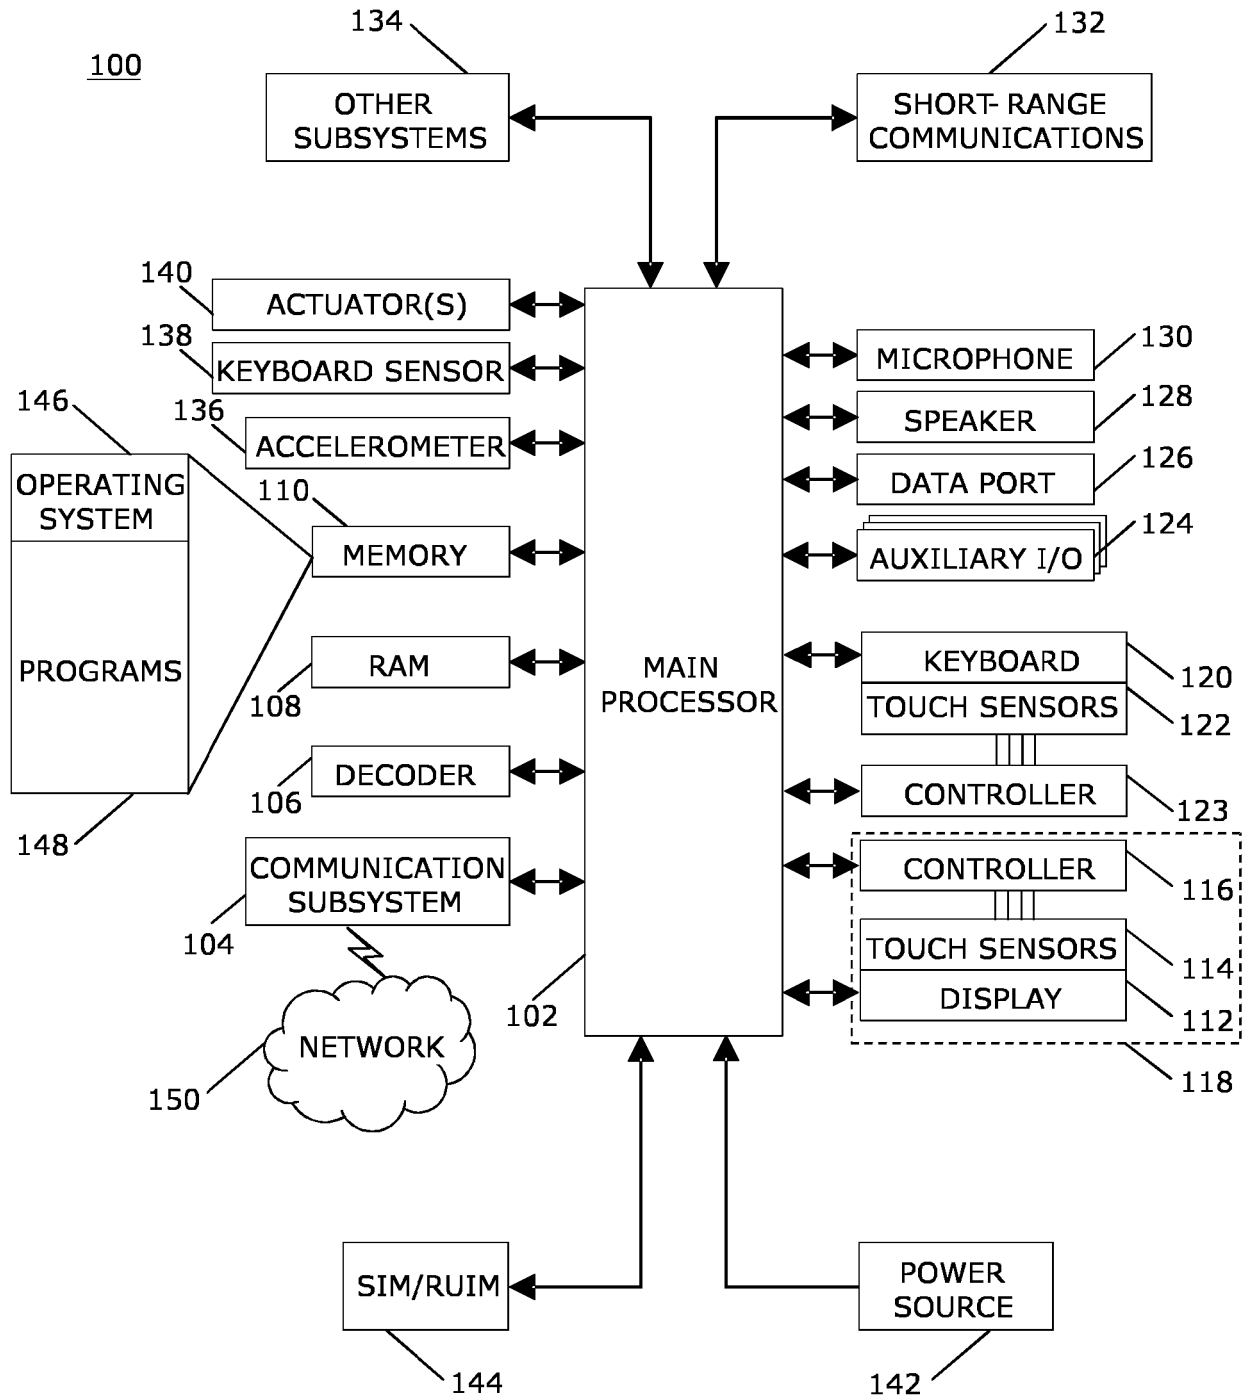 134
132
100
OTHER
SUBSYSTEMS
SHORT-RANGE
COMMUNICATIONS
140
ACTUATOR(S)
138
KEYBOARD SENSOR
130
MICROPHONE
146
136
ACCELEROMETER
128
SPEAKER
OPERATING
SYSTEM
110
MEMORY
126
DATA PORT
124
AUXILIARY I/O
PROGRAMS
RAM
108
MAIN
PROCESSOR
KEYBOARD
120
TOUCH SENSORS
122
DECODER
106
CONTROLLER
123
148
COMMUNICATION
SUBSYSTEM
104
CONTROLLER
116
TOUCH SENSORS
114
DISPLAY
112
102
NETWORK
150
118
SIM/RUIM
144
POWER
SOURCE
142